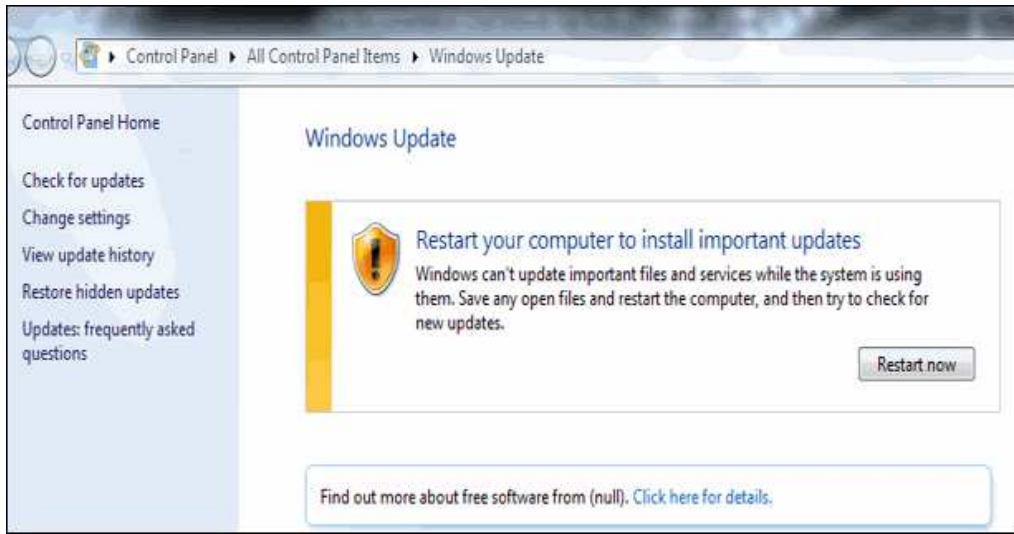 Control Panel ▸ All Control Panel Items ▸ Windows Update
Control Panel Home
Check for updates
Change settings
View update history
Restore hidden updates
Updates: frequently asked
questions
Windows Update
Restart your computer to install important updates
Windows can't update important files and services while the system is using
them. Save any open files and restart the computer, and then try to check for
new updates.
Restart now
Find out more about free software from (null). Click here for details.